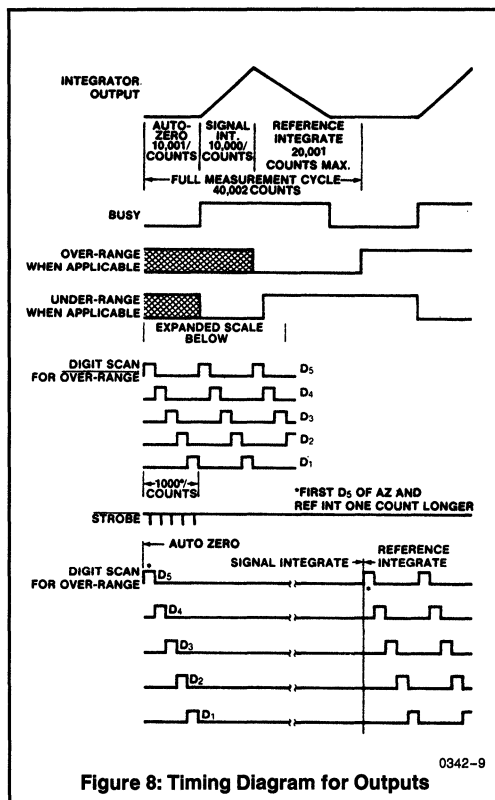 INTEGRATOR
OUTPUT
AUTO-
ZERO
10,001/
COUNTS
SIGNAL
INT.
10,000/
COUNTS
REFERENCE
INTEGRATE
20,001
COUNTS MAX.
FULL MEASUREMENT CYCLE
40,002 COUNTS
BUSY
OVER-RANGE
WHEN APPLICABLE
UNDER-RANGE
WHEN APPLICABLE
EXPANDED SCALE
BELOW
DIGIT SCAN
FOR OVER-RANGE
D5
D4
D3
D2
D1
1000*/
COUNTS
*FIRST D5 OF AZ AND
REF INT ONE COUNT LONGER
STROBE
AUTO ZERO
SIGNAL INTEGRATE
REFERENCE
INTEGRATE
DIGIT SCAN
FOR OVER-RANGE
* D5
*
D4
D3
D2
D1
0342-9
Figure 8: Timing Diagram for Outputs